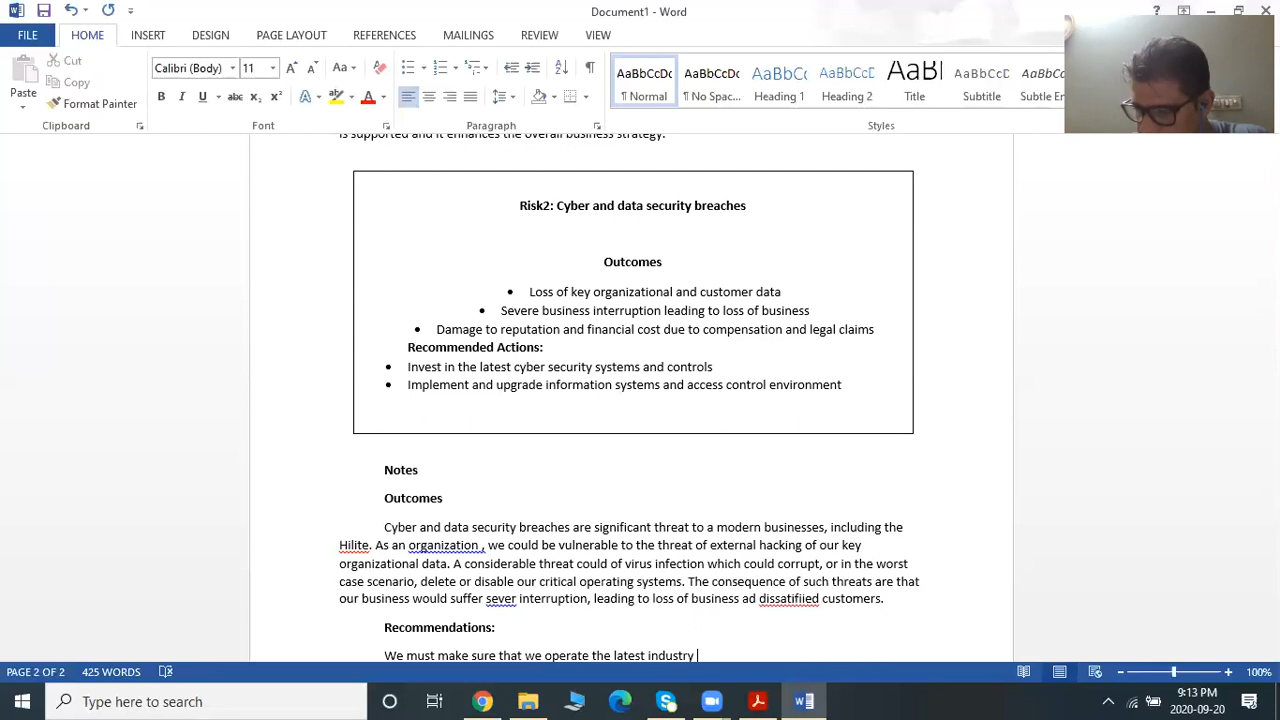 Document1 - Word
FILE HOME INSERT DESIGN PAGE LAYOUT REFERENCES MAILINGS REVIEW VIEW
Cut
Copy
Format Painter
Paste
Calibri (Body) 11
AaBbCcDc AaBbCcDc AaBbCc AaBbCcD AaBl AaBbCcD AaBbCcDc
¶ Normal ¶ No Spac... Heading 1 Heading 2 Title Subtitle Subtle Em
Clipboard Font Paragraph Styles
is supported and it enhances the overall business strategy.
Risk2: Cyber and data security breaches
Outcomes
• Loss of key organizational and customer data
• Severe business interruption leading to loss of business
• Damage to reputation and financial cost due to compensation and legal claims
Recommended Actions:
• Invest in the latest cyber security systems and controls
• Implement and upgrade information systems and access control environment
Notes
Outcomes
Cyber and data security breaches are significant threat to a modern businesses, including the
Hilite. As an organization , we could be vulnerable to the threat of external hacking of our key
organizational data. A considerable threat could of virus infection which could corrupt, or in the worst
case scenario, delete or disable our critical operating systems. The consequence of such threats are that
our business would suffer sever interruption, leading to loss of business ad dissatifiied customers.
Recommendations:
We must make sure that we operate the latest industry
PAGE 2 OF 2 425 WORDS 100%
Type here to search
9:13 PM
2020-09-20